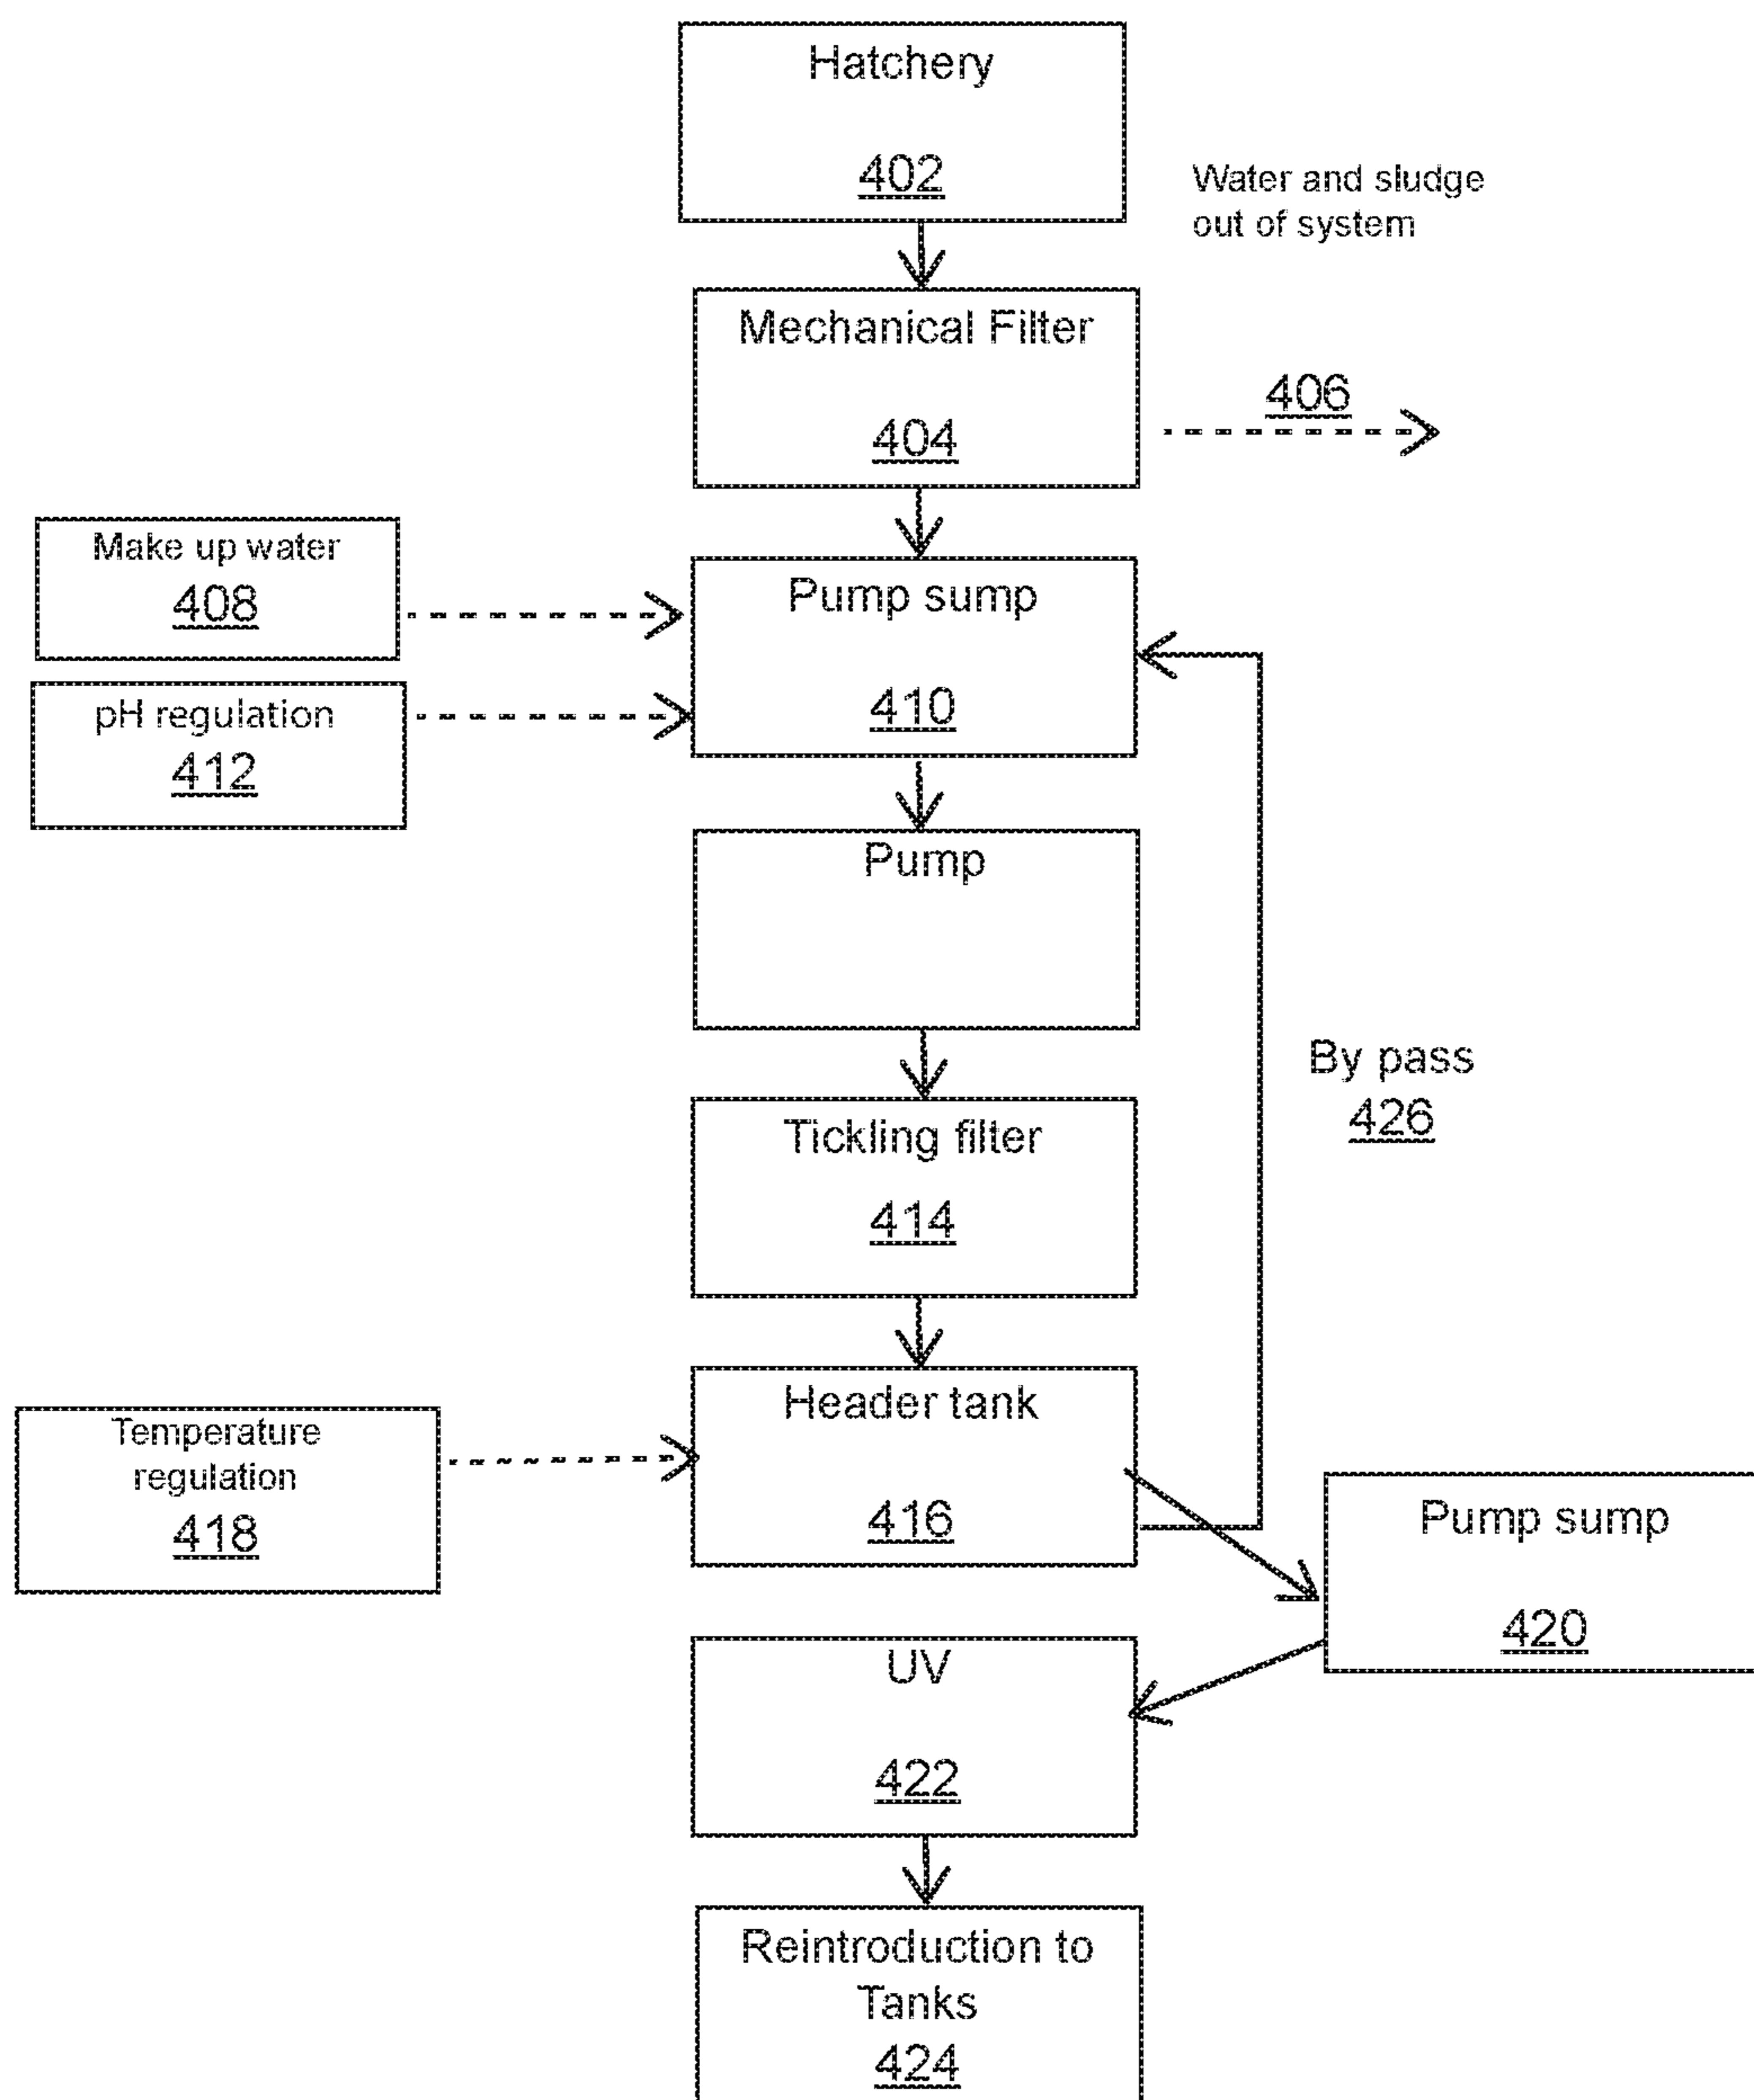 Hatchery
402
Water and sludge
out of system
Mechanical Filter
404
406
Make up water
408
Pump sump
410
pH regulation
412
Pump
By pass
426
Tickling filter
414
Header tank
416
Temperature
regulation
418
Pump sump
420
UV
422
Reintroduction to
Tanks
424